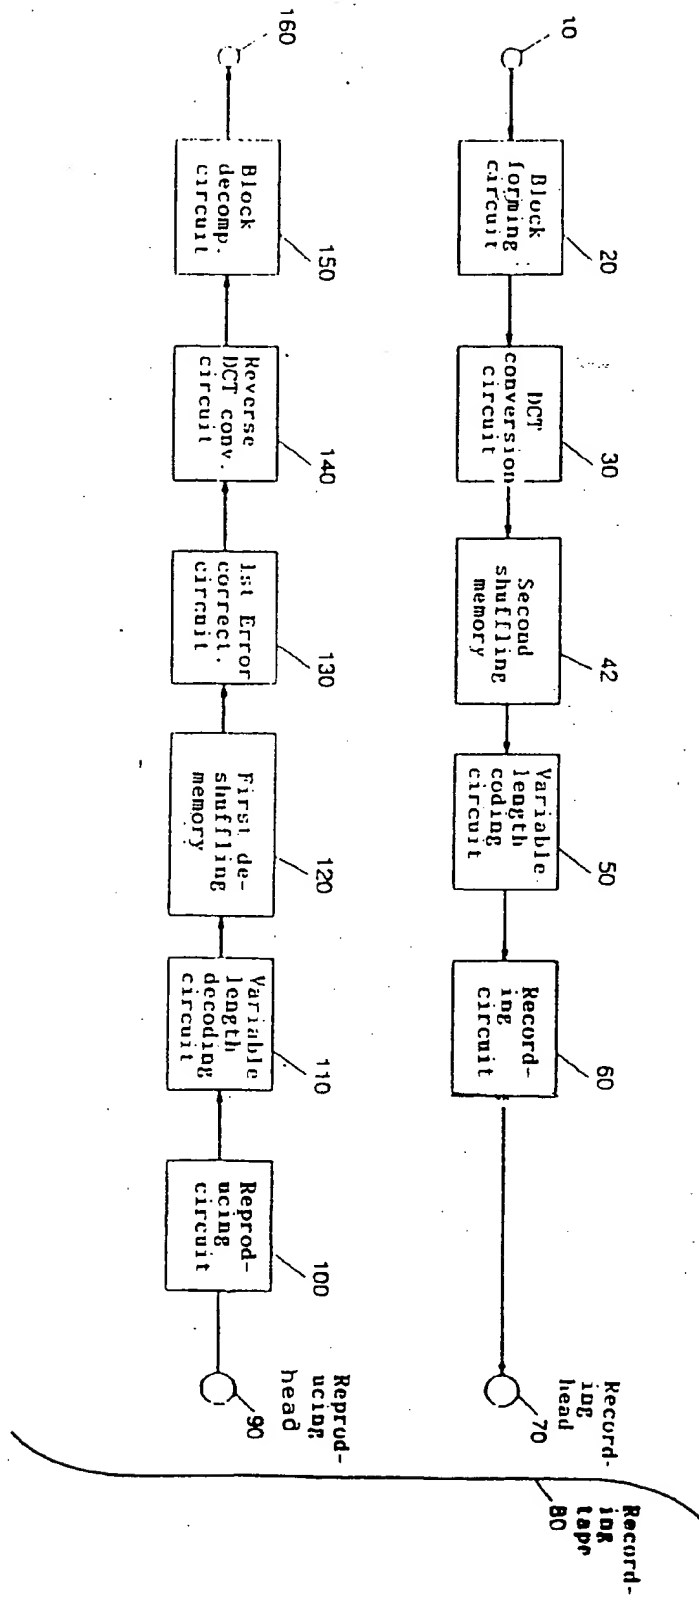 10
Block
forming
circuit
20
DCT
conversion
circuit
30
Second
shuffling
memory
42
Variable
length
coding
circuit
50
Record-
ing
circuit
60
Record-
ing
head
70
Record-
ing
tape
80
160
Block
decomp.
circuit
150
Reverse
DCT conv.
circuit
140
1st Error
correct.
circuit
130
First de-
shuffling
memory
120
Variable
length
decoding
circuit
110
Reprod-
ucing
circuit
100
Reprod-
ucing
head
90